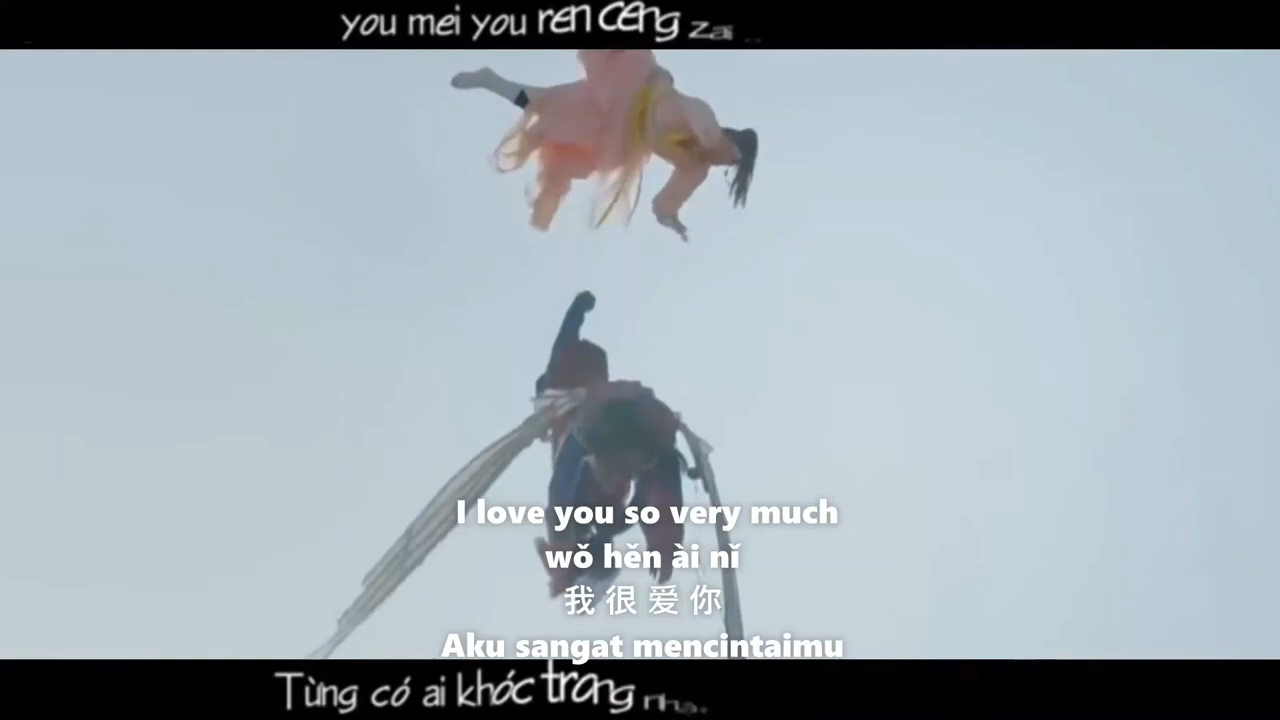 you mei you ren ceng zai
I love you so very much
wǒ hěn ài nǐ
我很爱你
Aku sangat mencintaimu
Từng có ai khóc trong